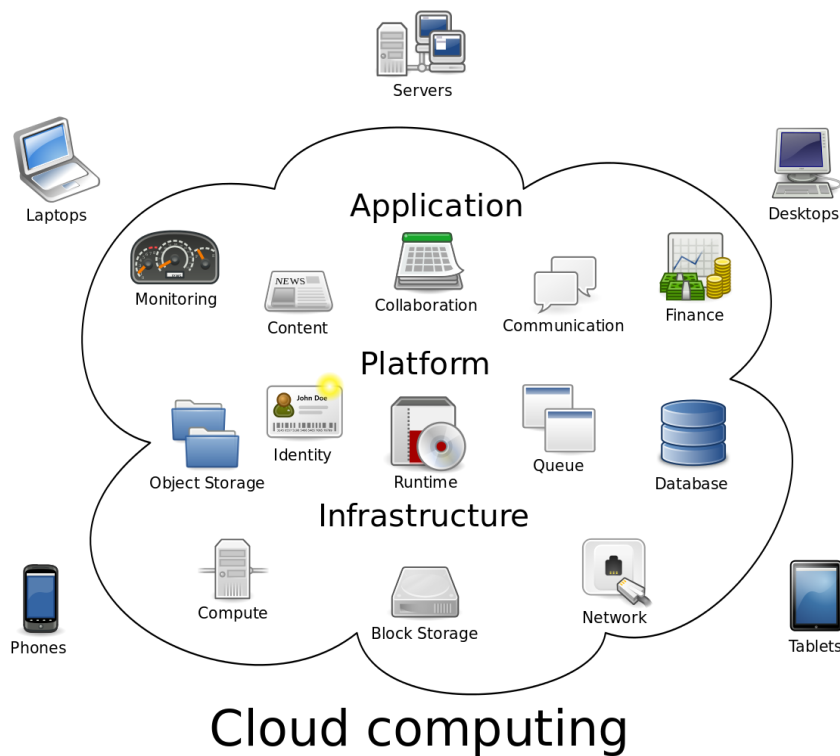 Servers
Laptops
Desktops
Application
Monitoring
NEWS
Content
Collaboration
Communication
Finance
Platform
Object Storage
John Doe
Identity
Runtime
Queue
Database
Infrastructure
Compute
Block Storage
Network
Phones
Tablets
Cloud computing